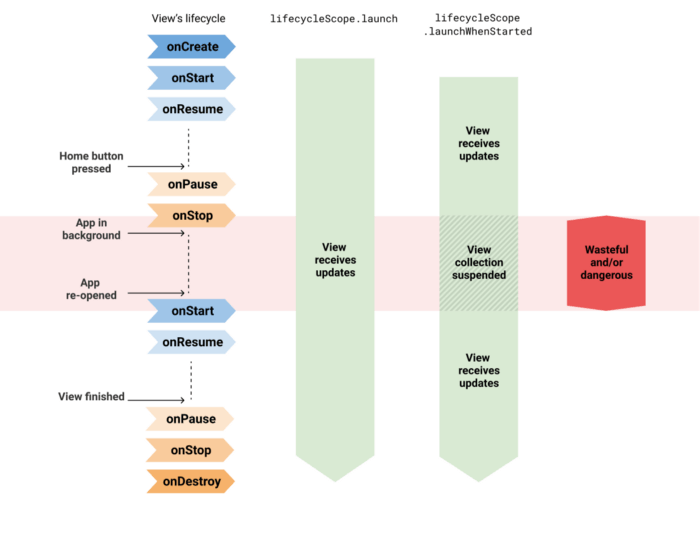 View's lifecycle
lifecycleScope.launch
lifecycleScope
.launchWhenStarted
onCreate
onStart
onResume
Home button
pressed
onPause
onStop
App in
background
App
re-opened
onStart
onResume
View finished
onPause
onStop
onDestroy
View
receives
updates
View
receives
updates
View
collection
suspended
View
receives
updates
Wasteful
and/or
dangerous